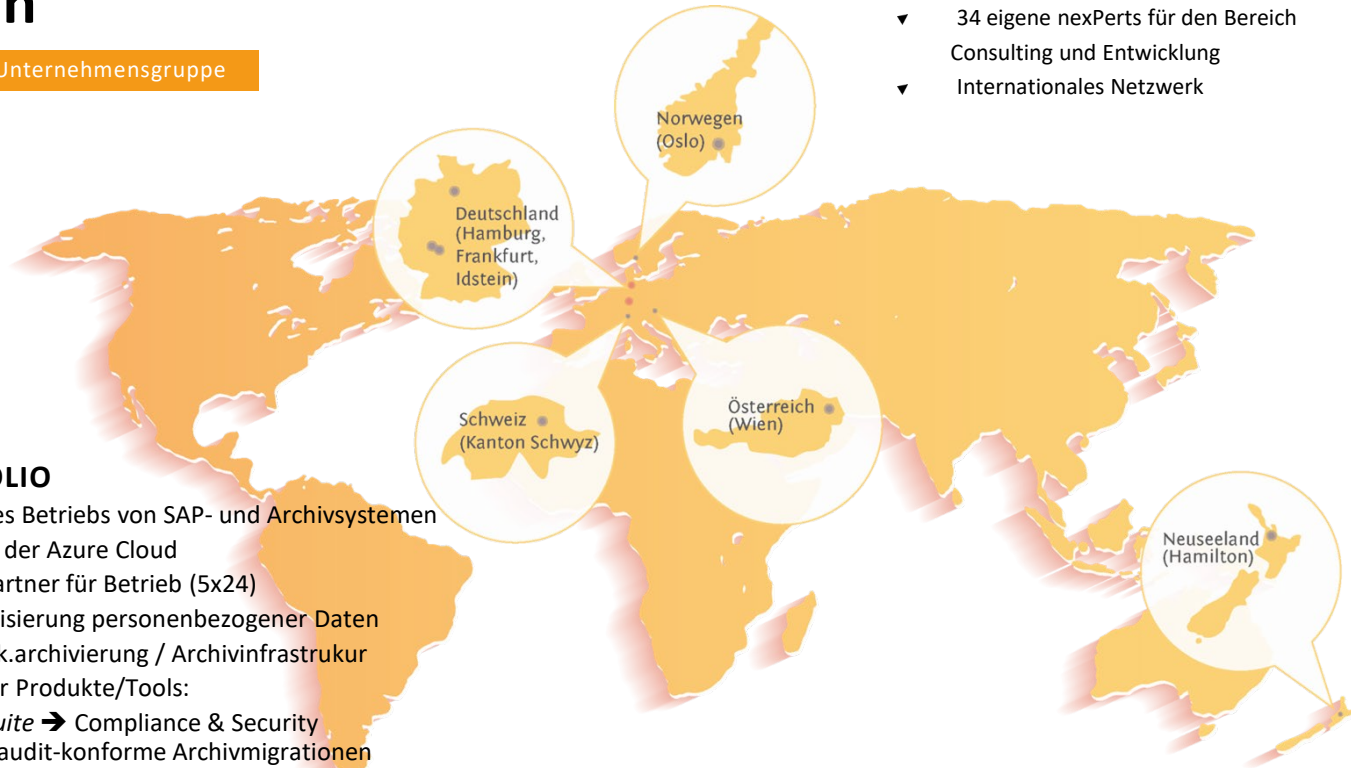 n
Unternehmensgruppe
34 eigene nexPerts für den Bereich
Consulting und Entwicklung
Internationales Netzwerk
Norwegen
(Oslo)
Deutschland
(Hamburg,
Frankfurt,
Idstein)
Schweiz
(Kanton Schwyz)
Österreich
(Wien)
Neuseeland
(Hamilton)
OLIO
es Betriebs von SAP- und Archivsystemen
der Azure Cloud
artner für Betrieb (5x24)
isierung personenbezogener Daten
k.archivierung / Archivinfrastrukur
r Produkte/Tools:
uite ➔ Compliance & Security
audit-konforme Archivmigrationen